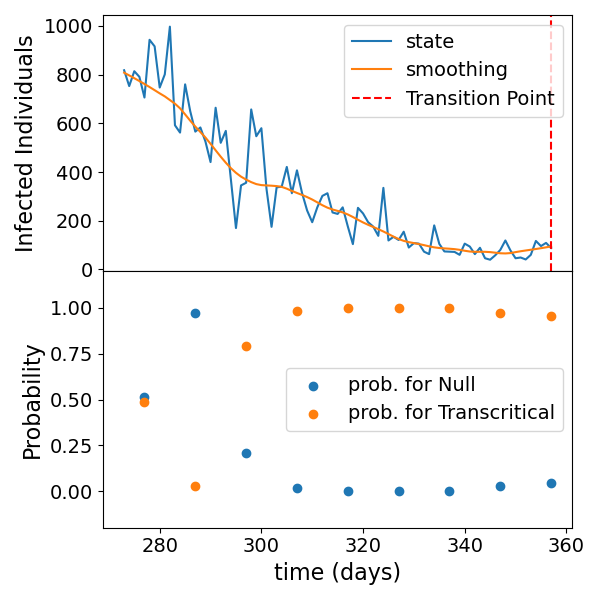 1000
800
600
400
200
0
Infected Individuals
state
smoothing
Transition Point
1.00
0.75
0.50
0.25
0.00
Probability
prob. for Null
prob. for Transcritical
280 300 320 340 360
time (days)